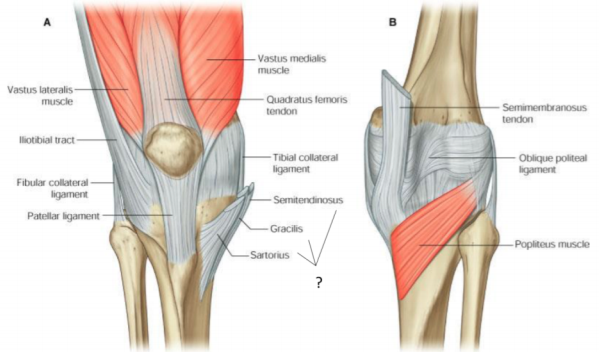 A
Vastus lateralis
muscle
Iliotibial tract
Fibular collateral
ligament
Patellar ligament
Vastus medialis
muscle
Quadratus femoris
tendon
Tibial collateral
ligament
Semitendinosus
Gracilis
Sartorius
?
B
Semimembranosus
tendon
Oblique politeal
ligament
Popliteus muscle